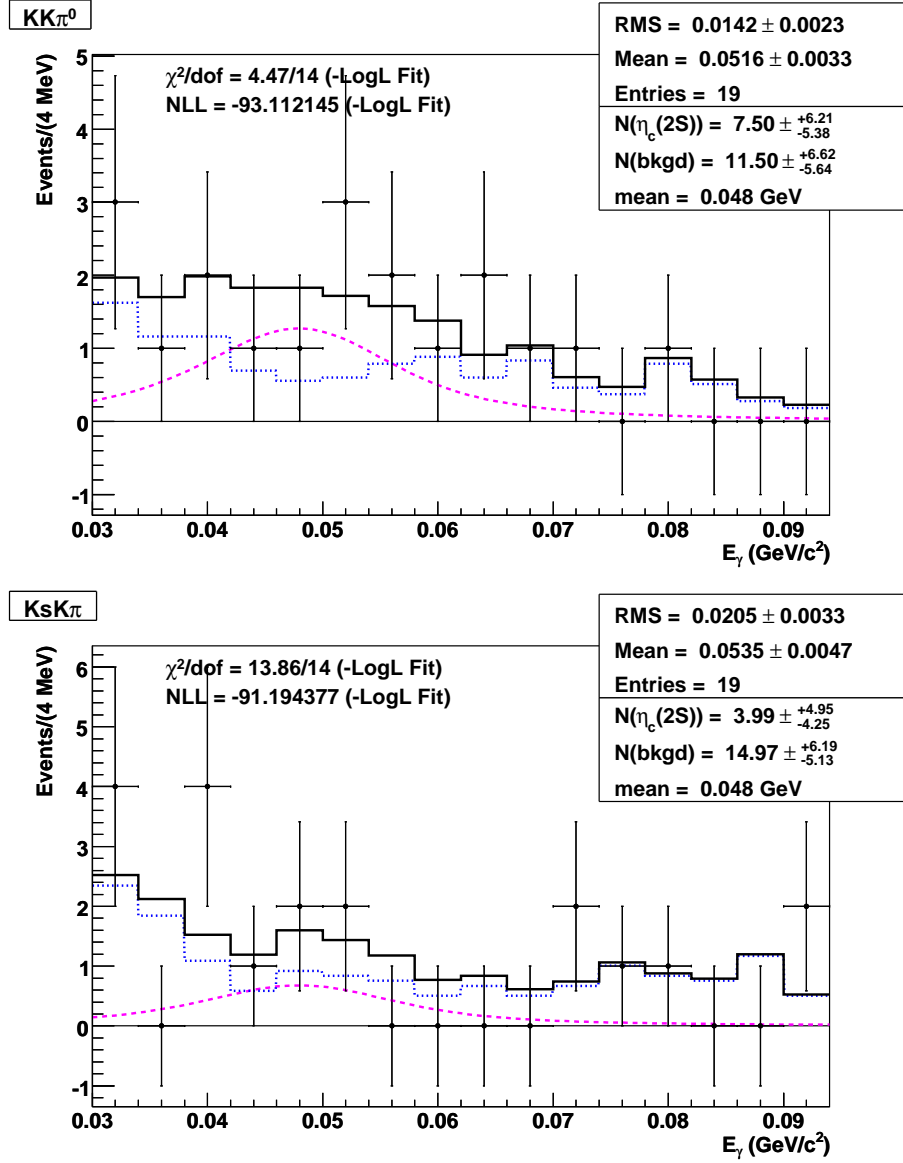 KKπ⁰
RMS = 0.0142 ± 0.0023
Mean = 0.0516 ± 0.0033
Entries = 19
N(η_c(2S)) = 7.50 ± +6.21 -5.38
N(bkgd) = 11.50 ± +6.62 -5.64
mean = 0.048 GeV
χ²/dof = 4.47/14 (-LogL Fit)
NLL = -93.112145 (-LogL Fit)
Events/(4 MeV)
5
4
3
2
1
0
-1
0.03 0.04 0.05 0.06 0.07 0.08 0.09
E_γ (GeV/c²)
KsKπ
RMS = 0.0205 ± 0.0033
Mean = 0.0535 ± 0.0047
Entries = 19
N(η_c(2S)) = 3.99 ± +4.95 -4.25
N(bkgd) = 14.97 ± +6.19 -5.13
mean = 0.048 GeV
χ²/dof = 13.86/14 (-LogL Fit)
NLL = -91.194377 (-LogL Fit)
Events/(4 MeV)
6
5
4
3
2
1
0
-1
0.03 0.04 0.05 0.06 0.07 0.08 0.09
E_γ (GeV/c²)